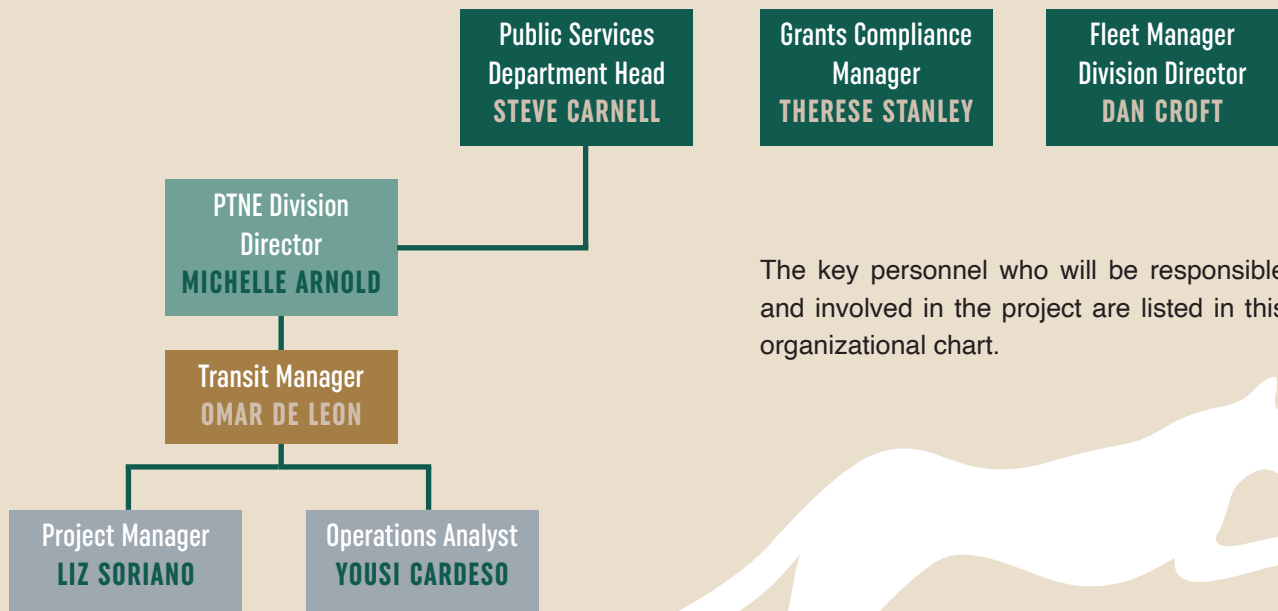 Public Services
Department Head
STEVE CARNELL
Grants Compliance
Manager
THERESE STANLEY
Fleet Manager
Division Director
DAN CROFT
PTNE Division
Director
MICHELLE ARNOLD
The key personnel who will be responsible
and involved in the project are listed in this
organizational chart.
Transit Manager
OMAR DE LEON
Project Manager
LIZ SORIANO
Operations Analyst
YOUSI CARDESO